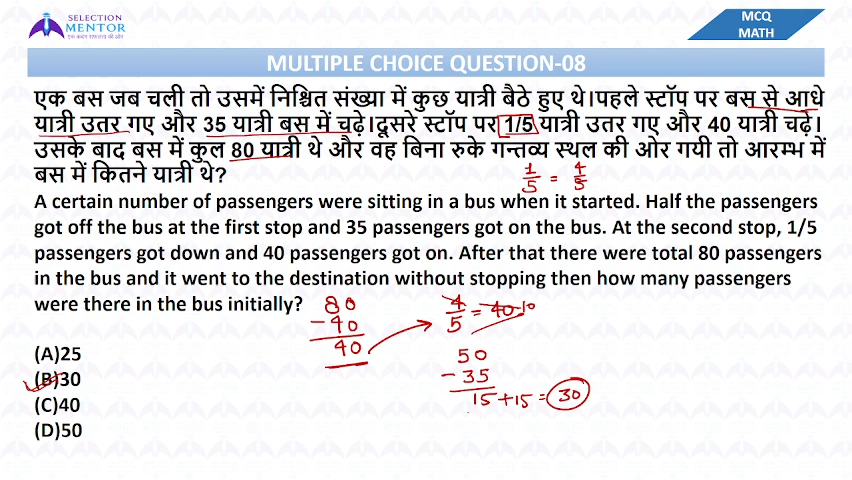 SELECTION
MENTOR
एक कदम सफलता की ओर
MCQ
MATH
MULTIPLE CHOICE QUESTION-08
एक बस जब चली तो उसमें निश्चित संख्या में कुछ यात्री बैठे हुए थे।पहले स्टॉप पर बस से आधे
यात्री उतर गए और 35 यात्री बस में चढ़े।दूसरे स्टॉप पर 1/5 यात्री उतर गए और 40 यात्री चढ़े।
उसके बाद बस में कुल 80 यात्री थे और वह बिना रुके गन्तव्य स्थल की ओर गयी तो आरम्भ में
बस में कितने यात्री थे?
1/5 = 4/5
A certain number of passengers were sitting in a bus when it started. Half the passengers
got off the bus at the first stop and 35 passengers got on the bus. At the second stop, 1/5
passengers got down and 40 passengers got on. After that there were total 80 passengers
in the bus and it went to the destination without stopping then how many passengers
were there in the bus initially?
80
-40
40
4/5 = 40 10
50
-35
15 +15 = 30
(A)25
(B)30
(C)40
(D)50